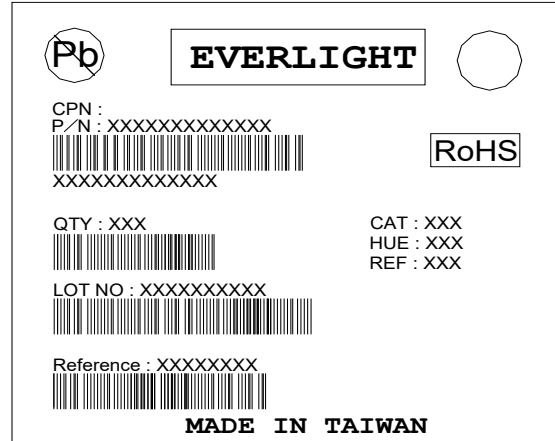 Pb
EVERLIGHT
CPN :
P/N : XXXXXXXXXXXXX
RoHS
XXXXXXXXXXXXX
QTY : XXX
CAT : XXX
HUE : XXX
REF : XXX
LOT NO : XXXXXXXXXX
Reference : XXXXXXXX
MADE IN TAIWAN